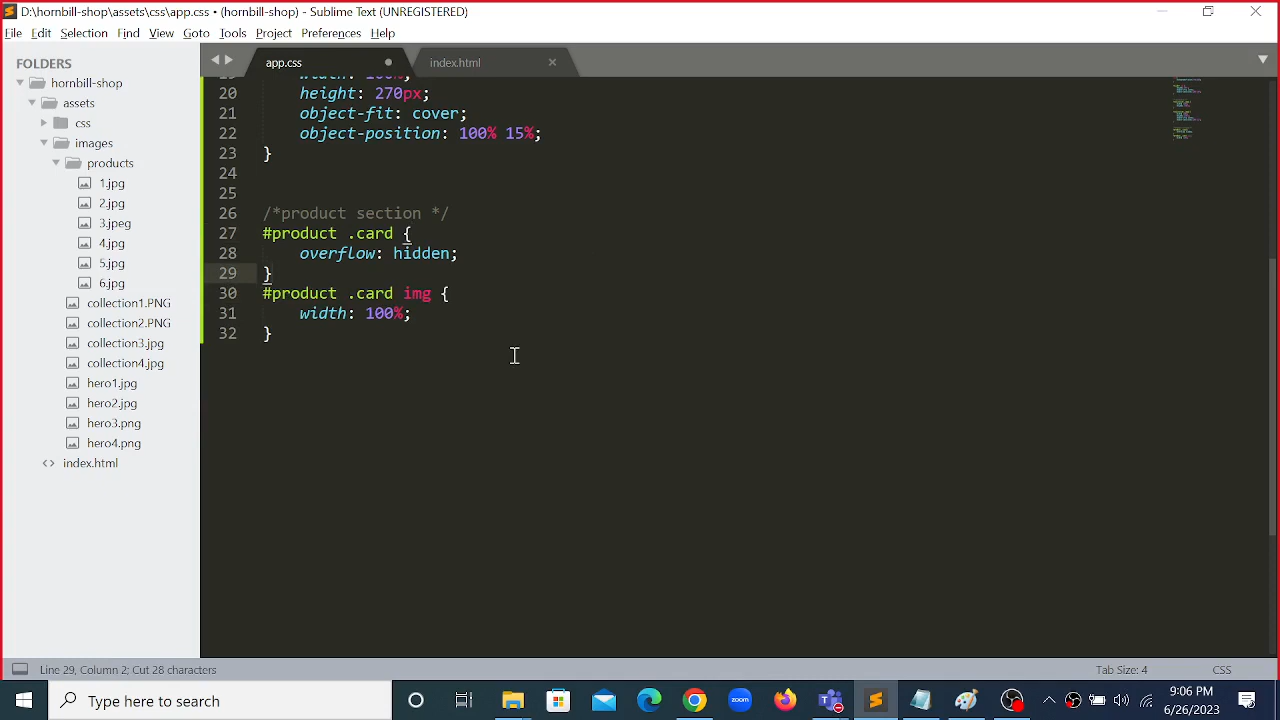 D:\hornbill-shop\assets\css\app.css • (hornbill-shop) - Sublime Text (UNREGISTERED)
File Edit Selection Find View Goto Tools Project Preferences Help
FOLDERS
hornbill-shop
assets
css
images
products
1.jpg
2.jpg
3.jpeg
4.jpg
5.jpg
6.jpg
collection1.PNG
collection2.PNG
collection3.jpg
collection4.jpg
hero1.jpg
hero2.jpg
hero3.png
hero4.png
index.html
app.css index.html
19 width: 100%;
20 height: 270px;
21 object-fit: cover;
22 object-position: 100% 15%;
23 }
24
25
26 /*product section */
27 #product .card {
28 overflow: hidden;
29 }
30 #product .card img {
31 width: 100%;
32 }
Line 29, Column 2; Cut 28 characters Tab Size: 4 CSS
Type here to search
zoom
9:06 PM
6/26/2023